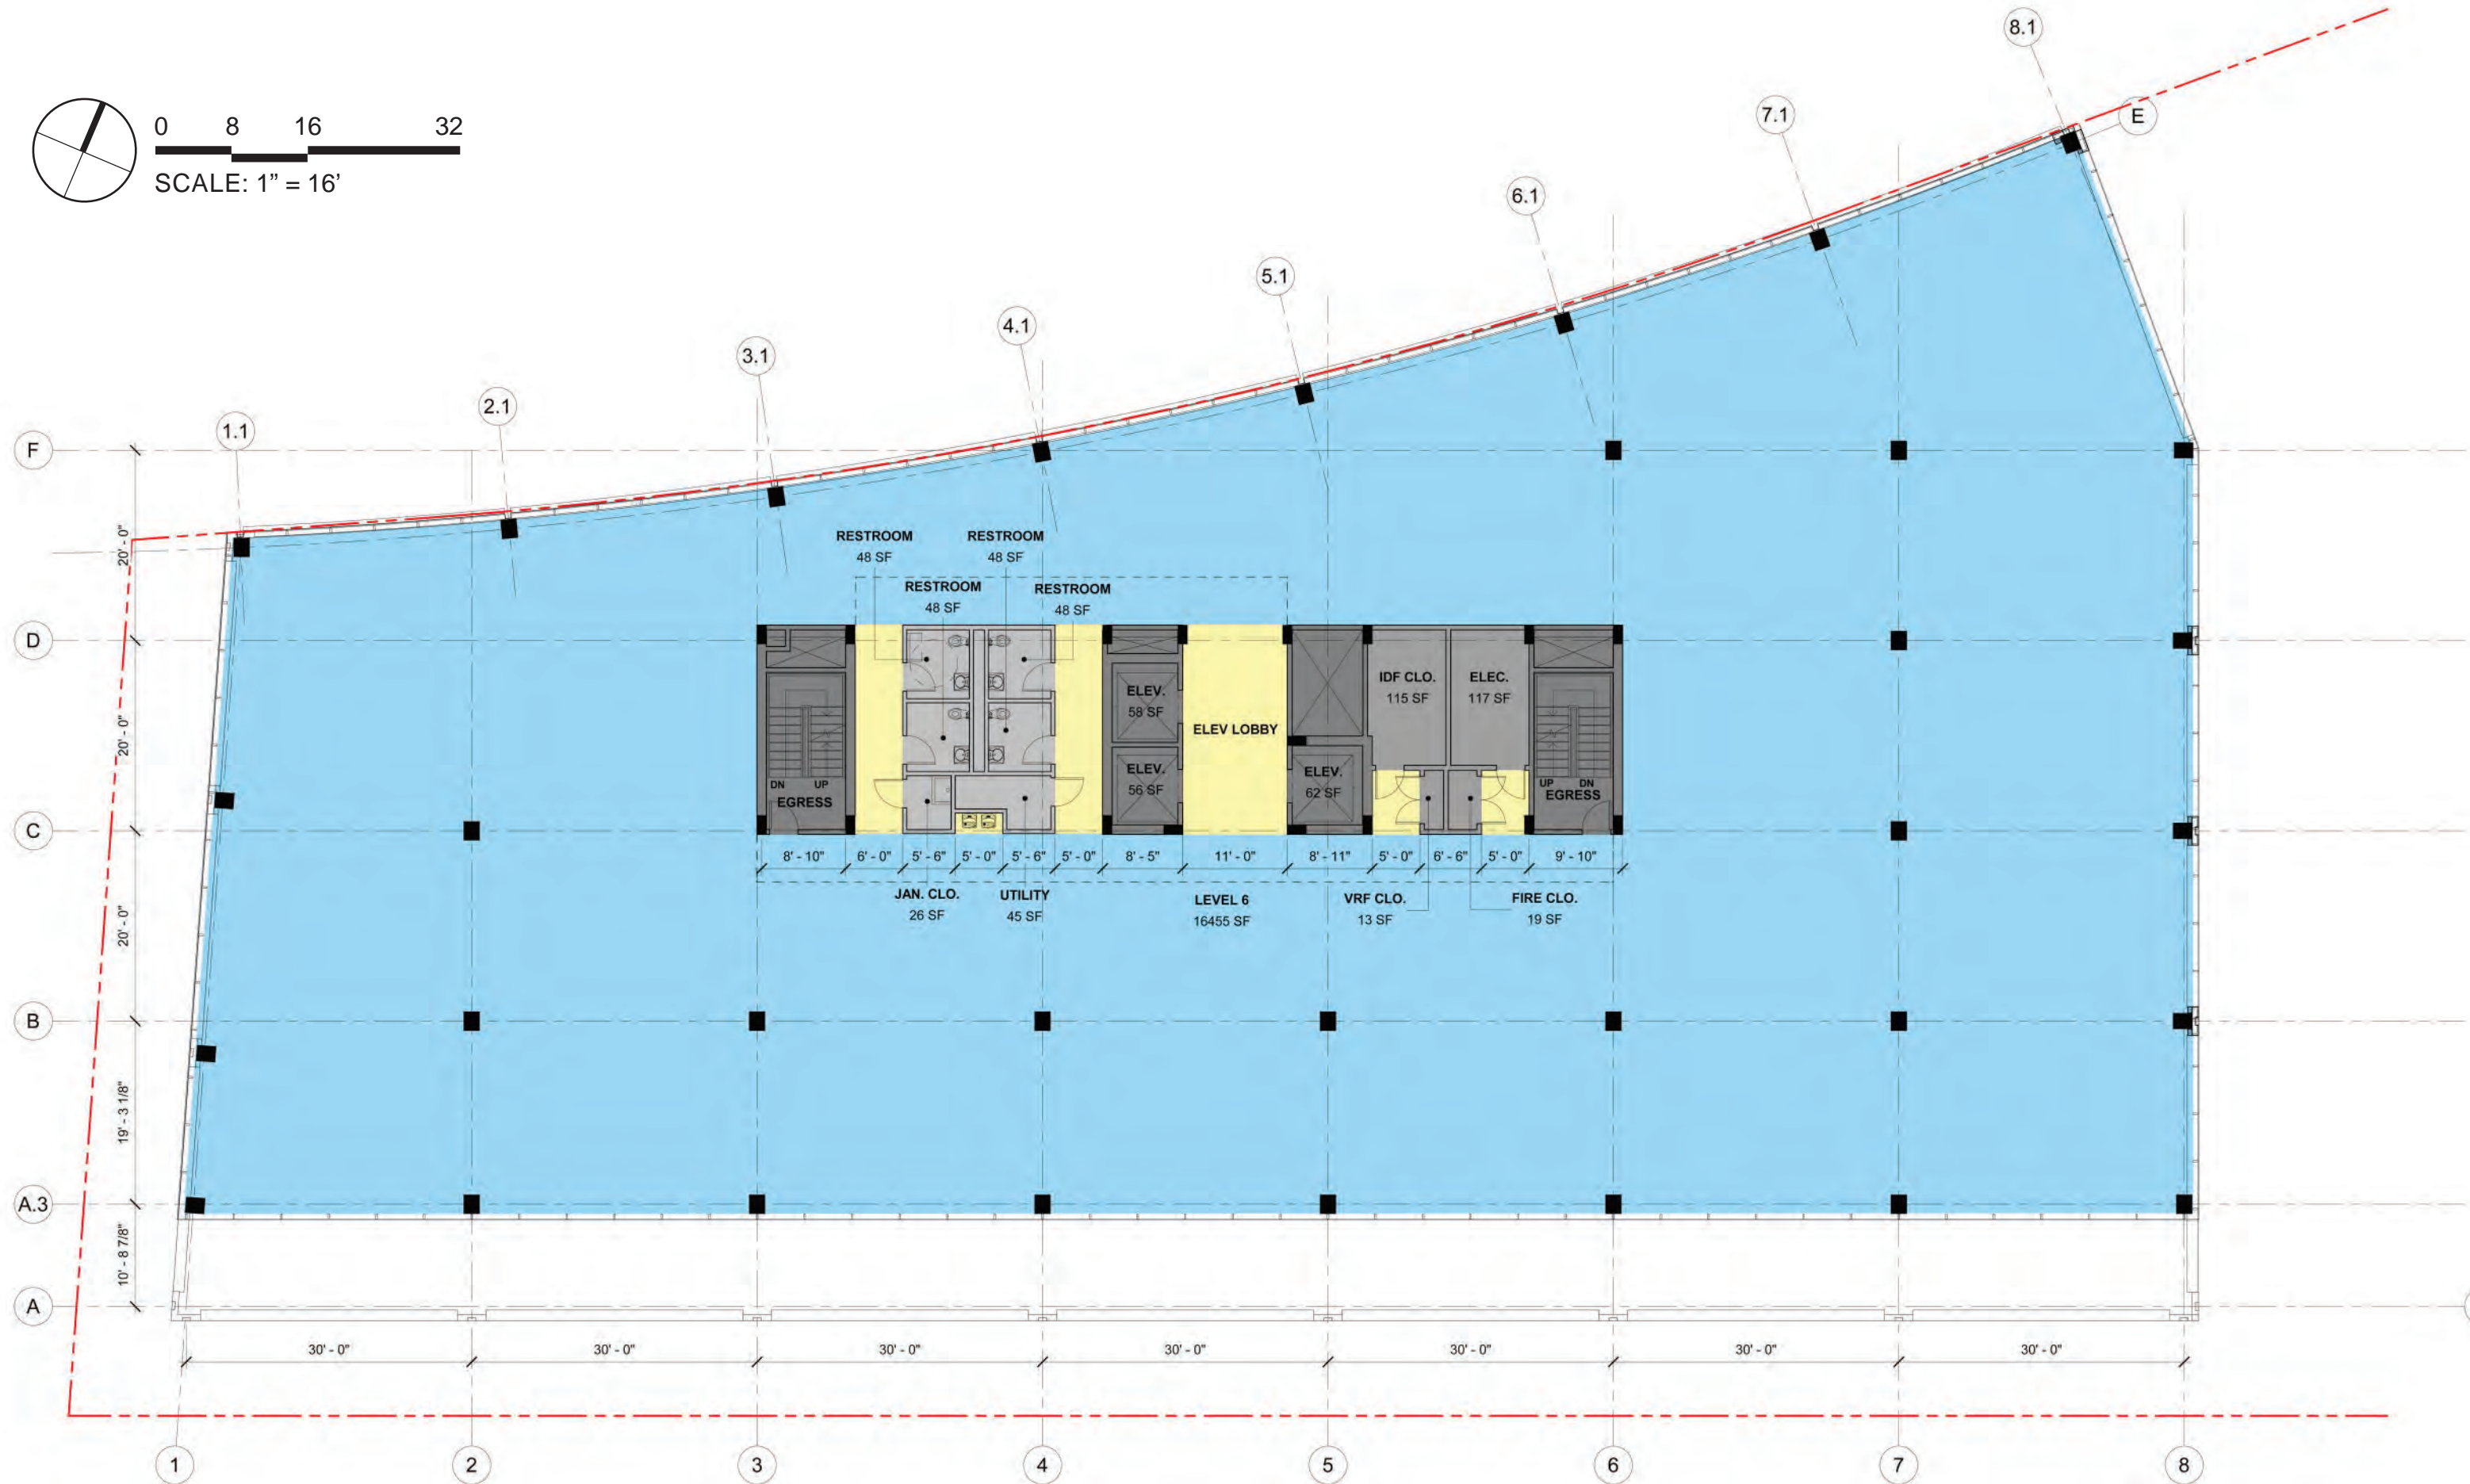 8.1
E
7.1
0 8 16 32
SCALE: 1” = 16’
6.1
5.1
4.1
3.1
2.1
1.1
F
20' - 0"
RESTROOM
48 SF
RESTROOM
48 SF
RESTROOM
48 SF
RESTROOM
48 SF
D
20' - 0"
ELEV.
58 SF
ELEV LOBBY
IDF CLO.
115 SF
ELEC.
117 SF
ELEV.
56 SF
ELEV.
62 SF
DN UP
EGRESS
UP DN
EGRESS
C
8' - 10" 6' - 0" 5' - 6" 5' - 0" 5' - 6" 5' - 0" 8' - 5" 11' - 0" 8' - 11" 5' - 0" 6' - 6" 5' - 0" 9' - 10"
JAN. CLO.
26 SF
UTILITY
45 SF
LEVEL 6
16455 SF
VRF CLO.
13 SF
FIRE CLO.
19 SF
20' - 0"
B
19' - 3 1/8"
A.3
10' - 8 7/8"
A
30' - 0" 30' - 0" 30' - 0" 30' - 0" 30' - 0" 30' - 0" 30' - 0"
1 2 3 4 5 6 7 8